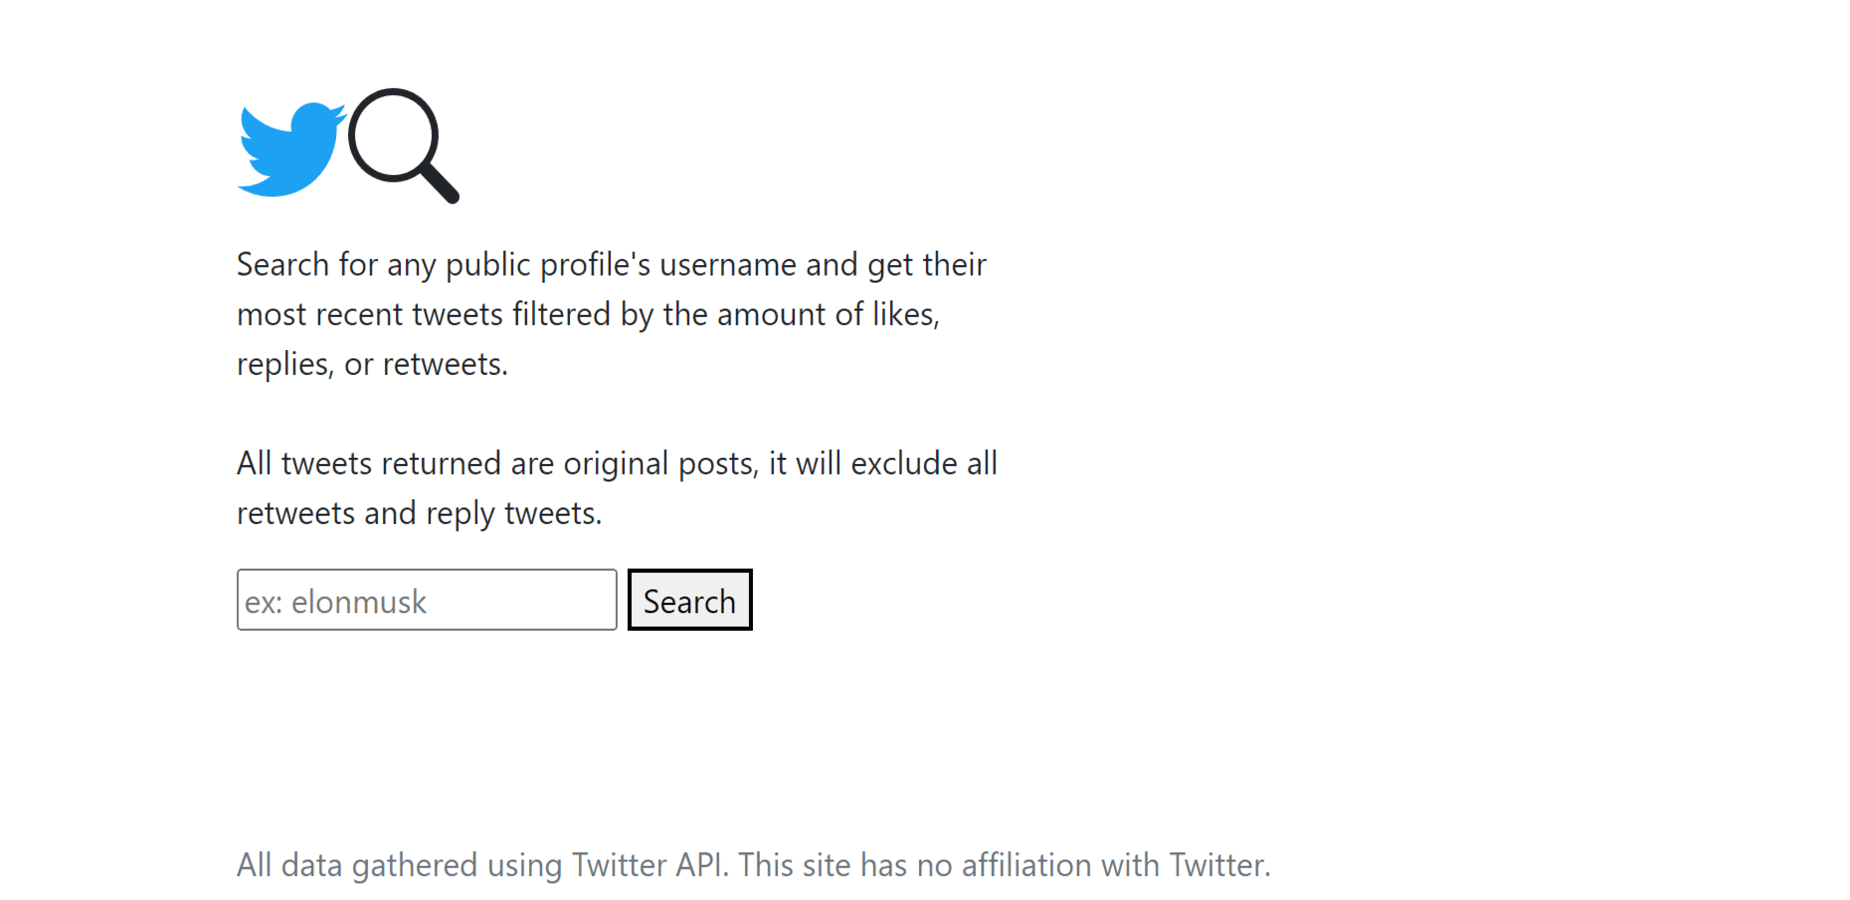 Search for any public profile's username and get their
most recent tweets filtered by the amount of likes,
replies, or retweets.
All tweets returned are original posts, it will exclude all
retweets and reply tweets.
ex: elonmusk Search
All data gathered using Twitter API. This site has no affiliation with Twitter.